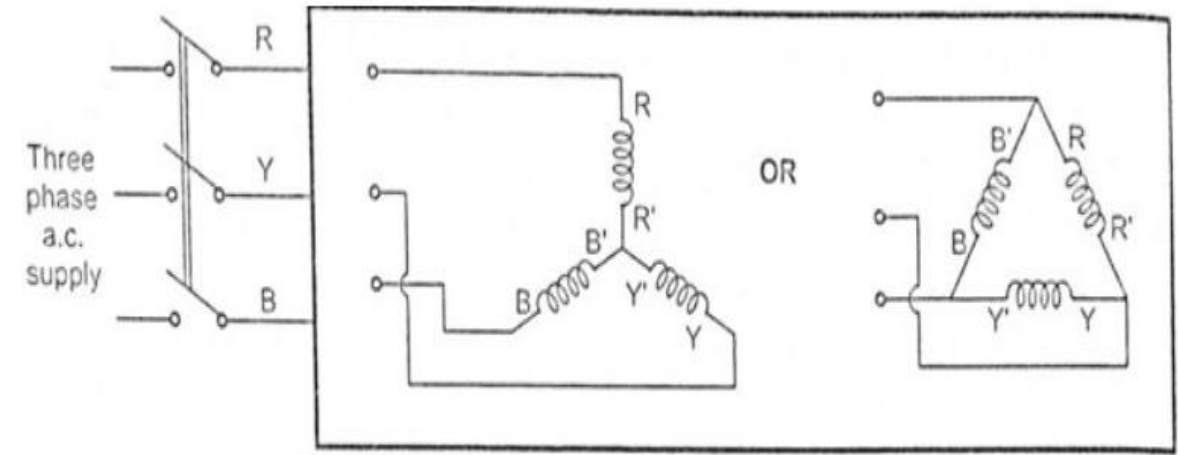 Three
phase
a.c.
supply
R
Y
B
R
R'
B'
B
Y'
Y
OR
B'
R
B
R'
Y'
Y